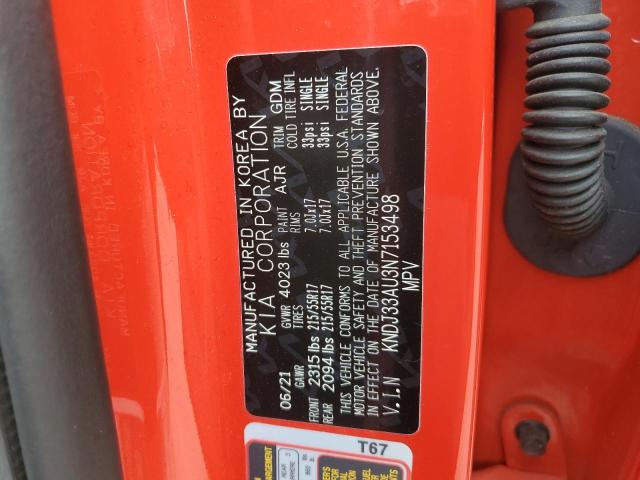 MANUFACTURED IN KOREA BY
KIA CORPORATION
06/21 GVWR 4023 lbs PAINT AJR TRIM GDM
GAWR TIRES RIMS COLD TIRE INFL
FRONT 2315 lbs 215/55R17 7.0Jx17 33psi SINGLE
REAR 2094 lbs 215/55R17 7.0Jx17 33psi SINGLE
THIS VEHICLE CONFORMS TO ALL APPLICABLE U.S.A. FEDERAL
MOTOR VEHICLE SAFETY AND THEFT PREVENTION STANDARDS
IN EFFECT ON THE DATE OF MANUFACTURE SHOWN ABOVE.
V.I.N KNDJ33AU3N7153498
MPV
T67